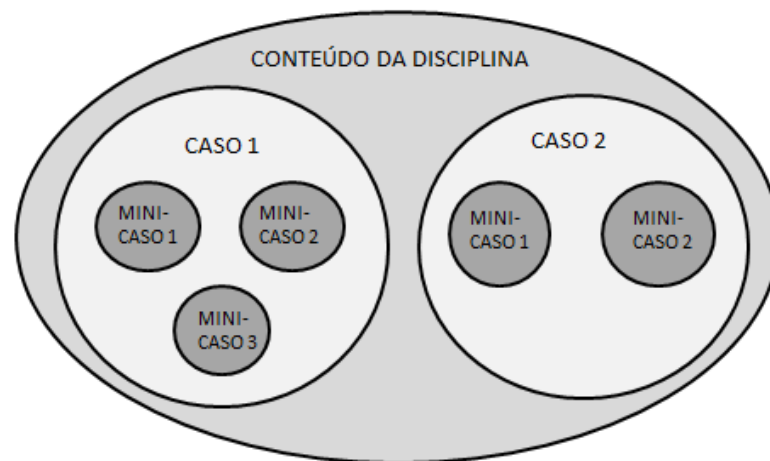 CONTEÚDO DA DISCIPLINA
CASO 1
MINI-
CASO 1
MINI-
CASO 2
MINI-
CASO 3
CASO 2
MINI-
CASO 1
MINI-
CASO 2